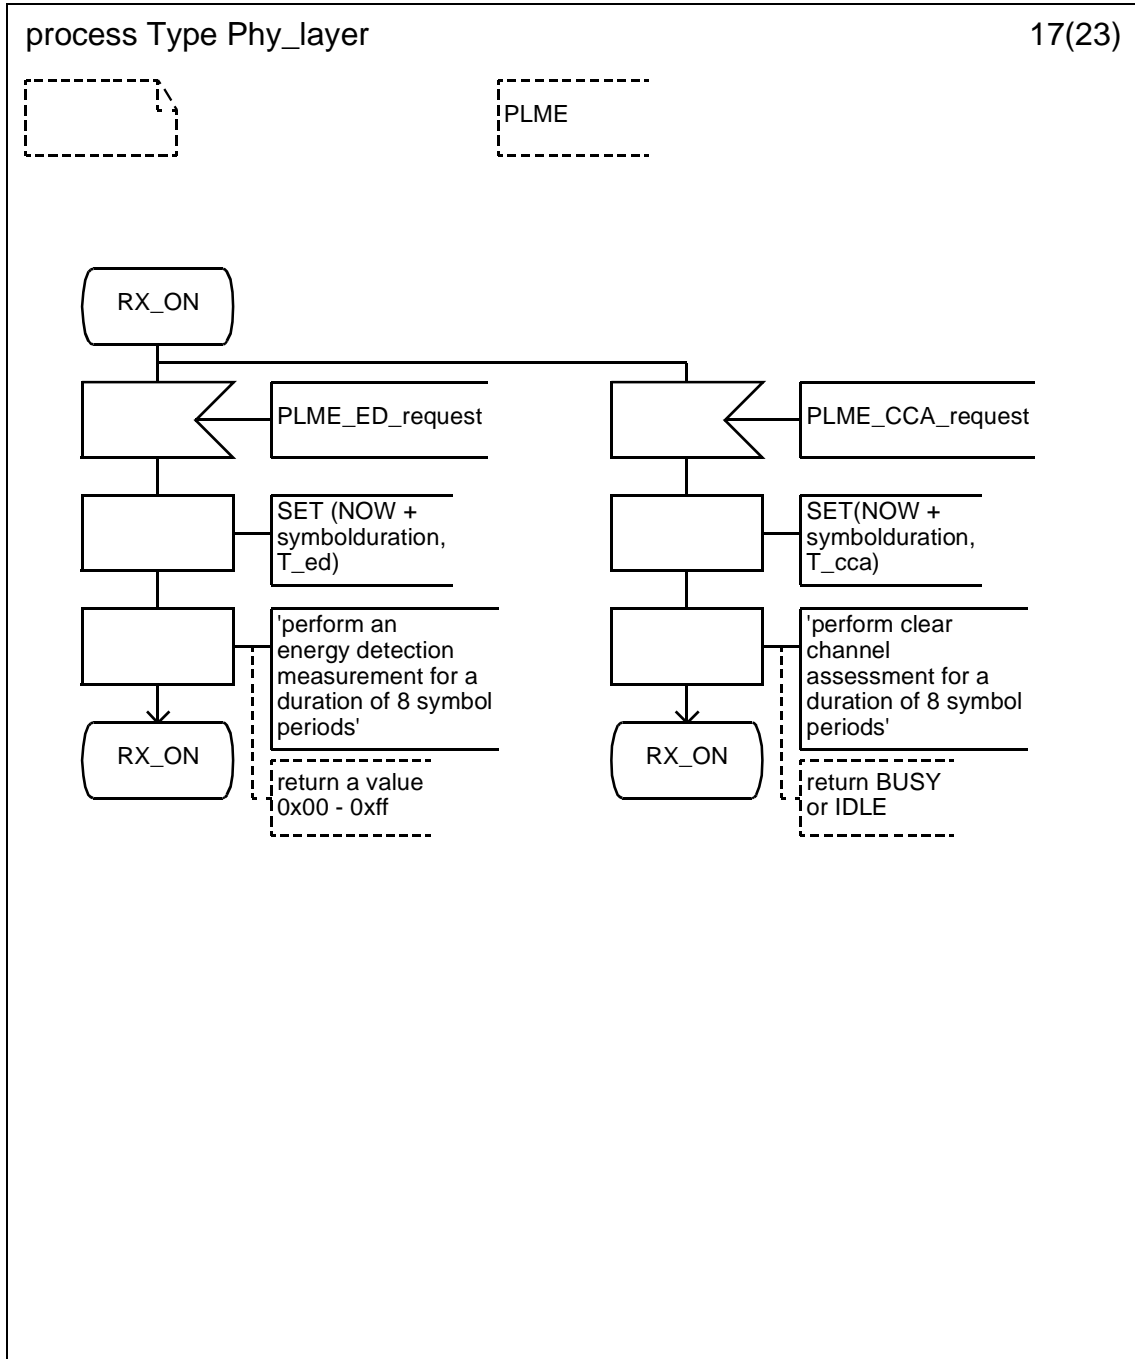 process Type Phy_layer
17(23)
PLME
RX_ON
PLME_ED_request
PLME_CCA_request
SET (NOW +
symbolduration,
T_ed)
SET(NOW +
symbolduration,
T_cca)
'perform an
energy detection
measurement for a
duration of 8 symbol
periods'
'perform clear
channel
assessment for a
duration of 8 symbol
periods'
RX_ON
RX_ON
return a value
0x00 - 0xff
return BUSY
or IDLE